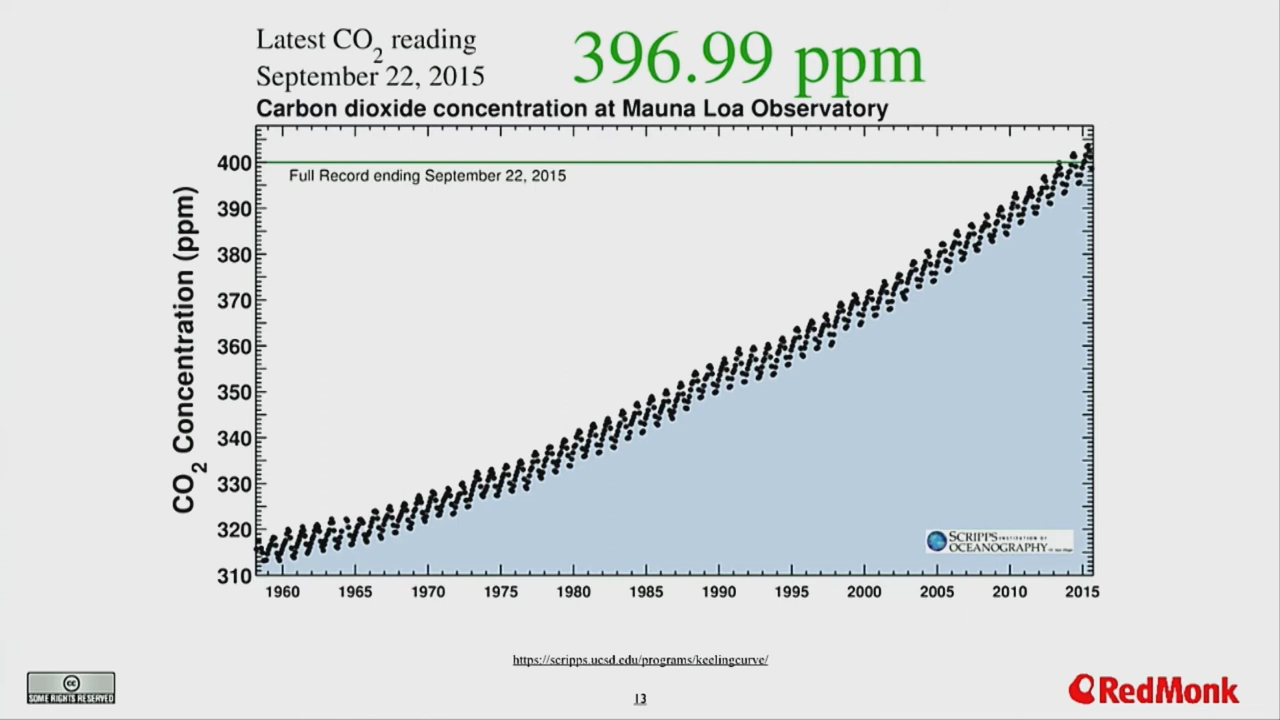 Latest CO2 reading
September 22, 2015
396.99 ppm
Carbon dioxide concentration at Mauna Loa Observatory
CO2 Concentration (ppm)
400
390
380
370
360
350
340
330
320
310
Full Record ending September 22, 2015
SCRIPPS INSTITUTION OF
OCEANOGRAPHY
1960 1965 1970 1975 1980 1985 1990 1995 2000 2005 2010 2015
https://scripps.ucsd.edu/programs/keelingcurve/
cc
SOME RIGHTS RESERVED
13
RedMonk